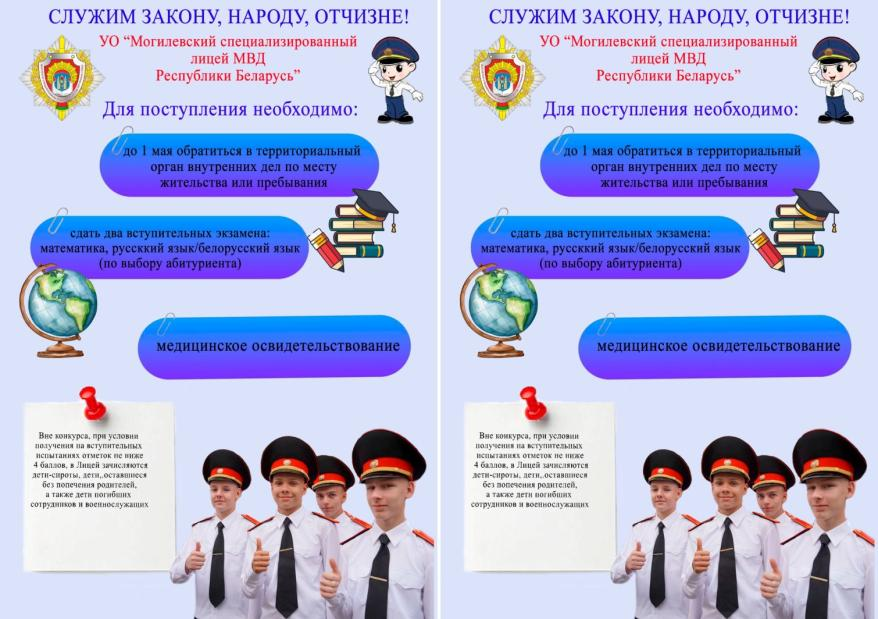 СЛУЖИМ ЗАКОНУ, НАРОДУ, ОТЧИЗНЕ!
УО “Могилевский специализированный
лицей МВД
Республики Беларусь”
Для поступления необходимо:
до 1 мая обратиться в территориальный
орган внутренних дел по месту
жительства или пребывания
сдать два вступительных экзамена:
математика, руссккий язык/белорусский язык
(по выбору абитуриента)
медицинское освидетельствование
Вне конкурса, при условии
получения на вступительных
испытаниях отметок не ниже
4 баллов, в Лицей зачисляются
дети-сироты, дети,.оставшиеся
без попечения родителей,
а также дети погибших
сотрудников и военнослужащих
СЛУЖИМ ЗАКОНУ, НАРОДУ, ОТЧИЗНЕ!
УО “Могилевский специализированный
лицей МВД
Республики Беларусь”
Для поступления необходимо:
до 1 мая обратиться в территориальный
орган внутренних дел по месту
жительства или пребывания
сдать два вступительных экзамена:
математика, руссккий язык/белорусский язык
(по выбору абитуриента)
медицинское освидетельствование
Вне конкурса, при условии
получения на вступительных
испытаниях отметок не ниже
4 баллов, в Лицей зачисляются
дети-сироты, дети,.оставшиеся
без попечения родителей,
а также дети погибших
сотрудников и военнослужащих